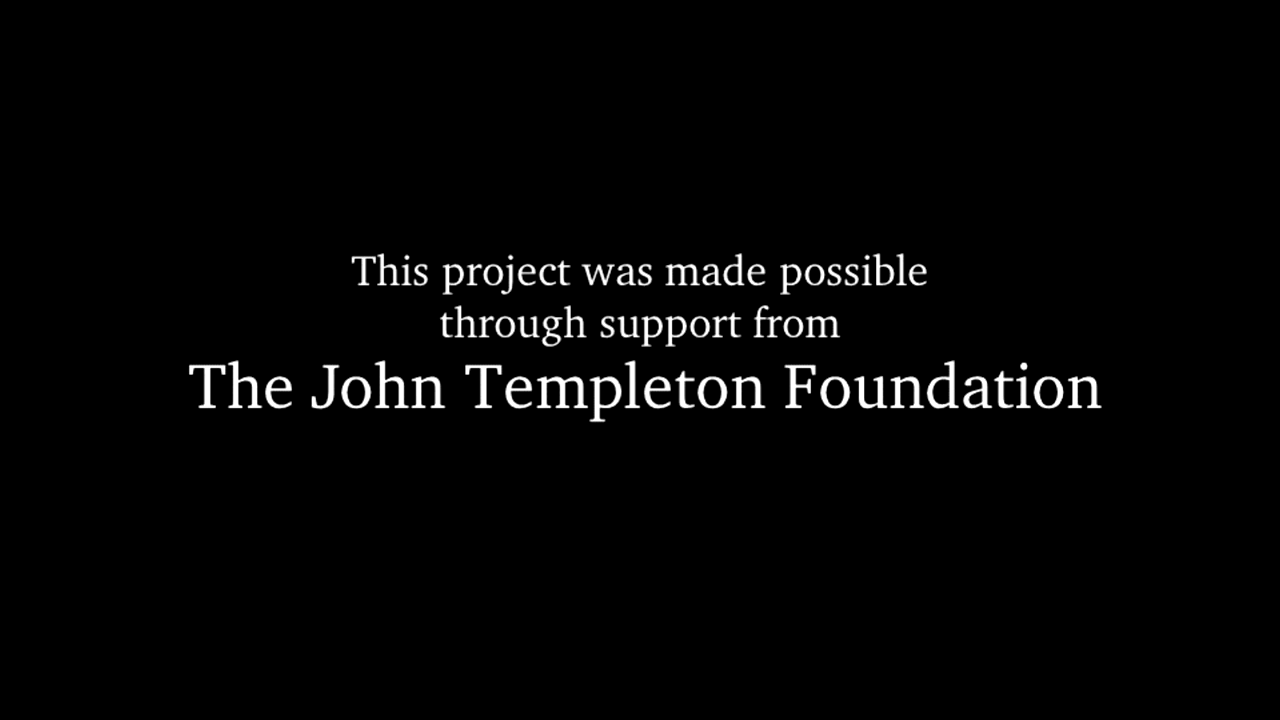 This project was made possible
through support from
The John Templeton Foundation